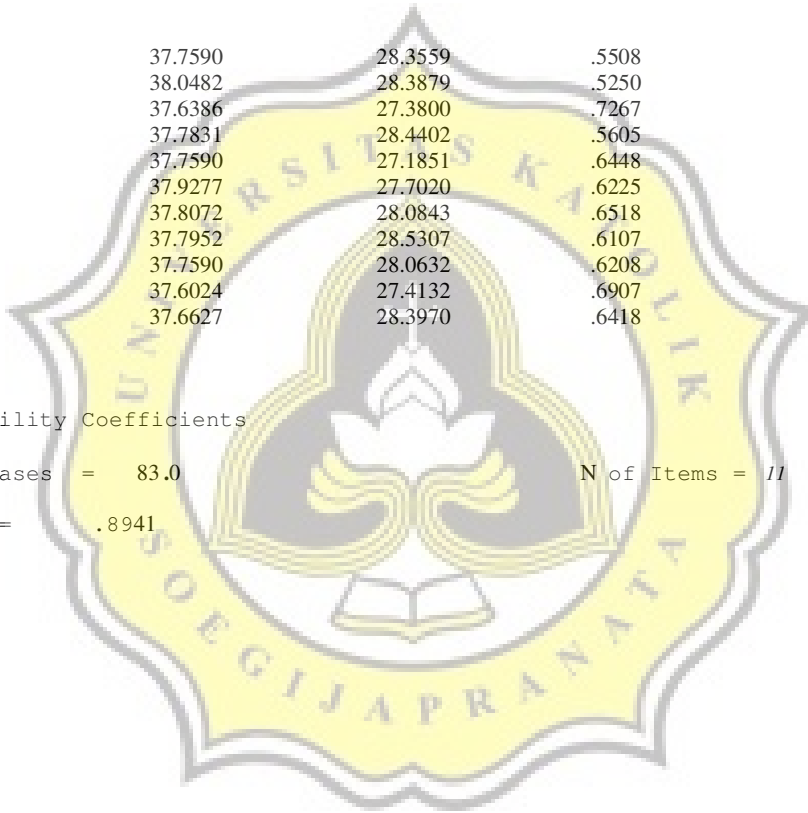 37.7590 28.3559 .5508
38.0482 28.3879 .5250
37.6386 27.3800 .7267
37.7831 28.4402 .5605
37.7590 27.1851 .6448
37.9277 27.7020 .6225
37.8072 28.0843 .6518
37.7952 28.5307 .6107
37.7590 28.0632 .6208
37.6024 27.4132 .6907
37.6627 28.3970 .6418
ility Coefficients
ases = 83.0 N of Items = 11
= .8941
UNIVERSITAS KATOLIK
SOEGIJAPRANATA